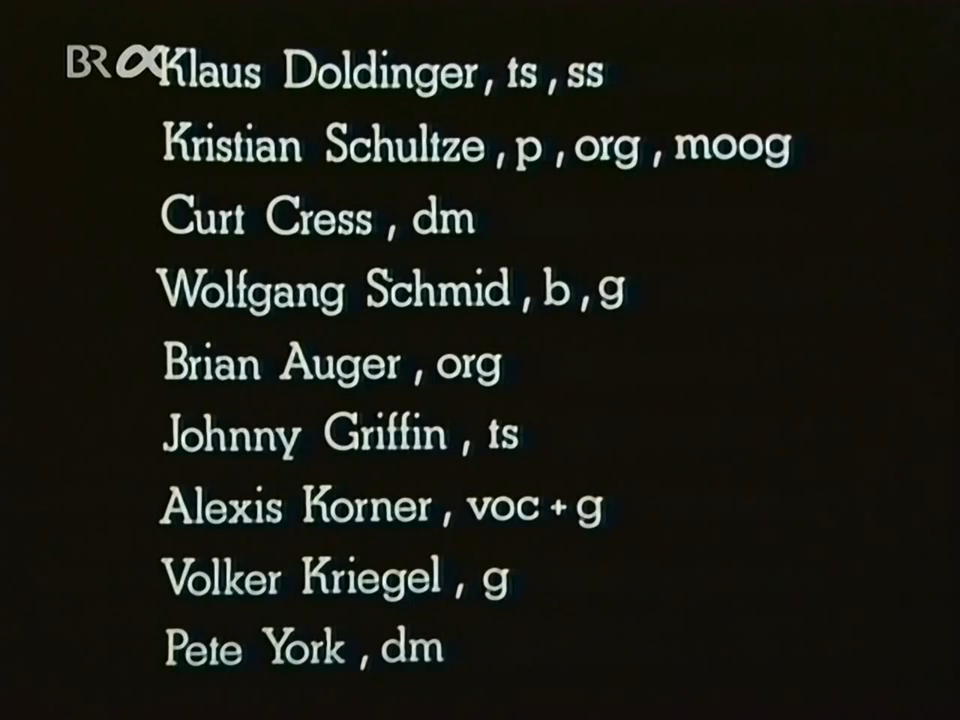 BR α Klaus Doldinger, ts, ss
Kristian Schultze, p, org, moog
Curt Cress, dm
Wolfgang Schmid, b, g
Brian Auger, org
Johnny Griffin, ts
Alexis Korner, voc + g
Volker Kriegel, g
Pete York, dm